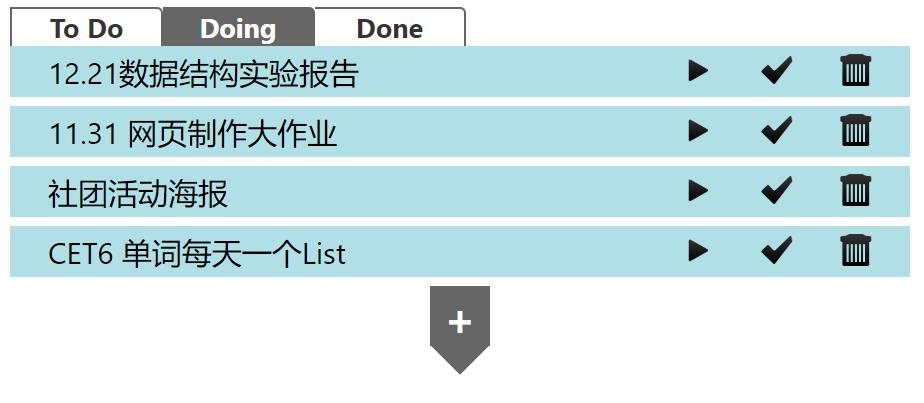 To Do Doing Done
12.21数据结构实验报告
11.31 网页制作大作业
社团活动海报
CET6 单词每天一个List
+